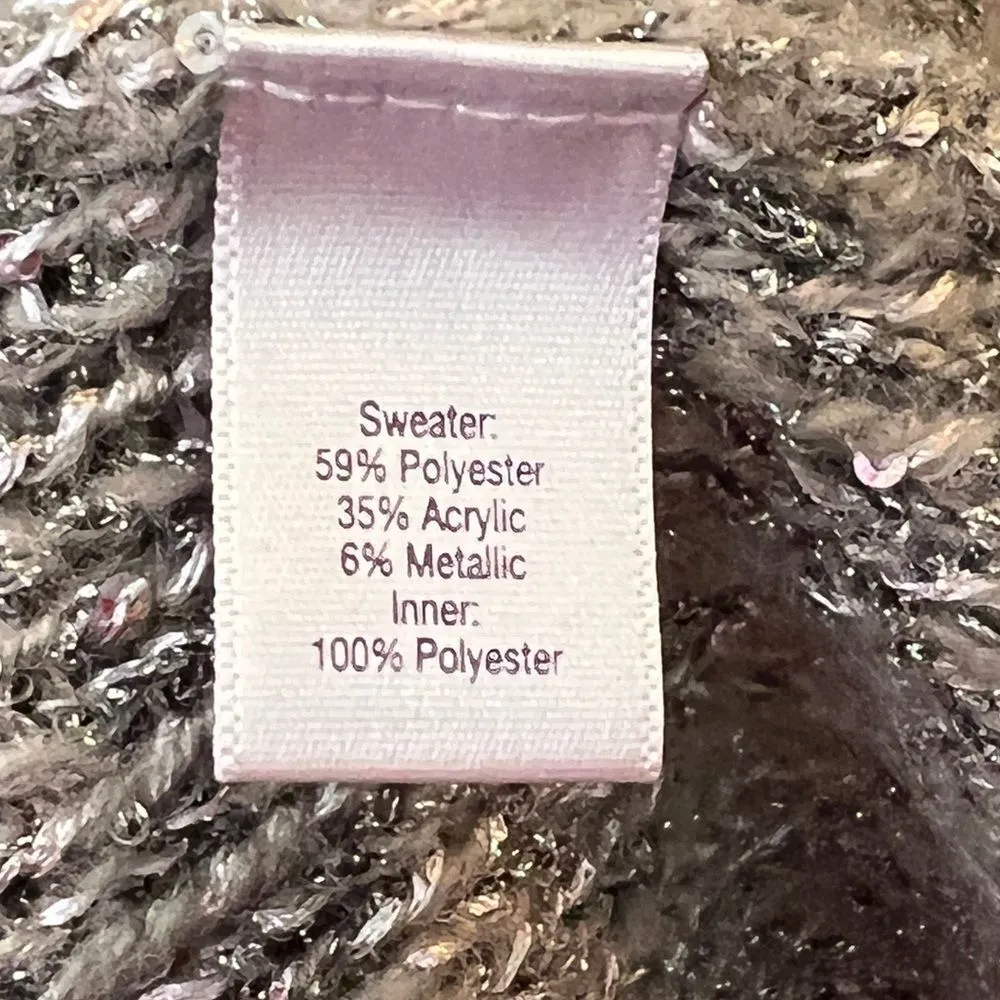 Sweater:
59% Polyester
35% Acrylic
6% Metallic
Inner:
100% Polyester